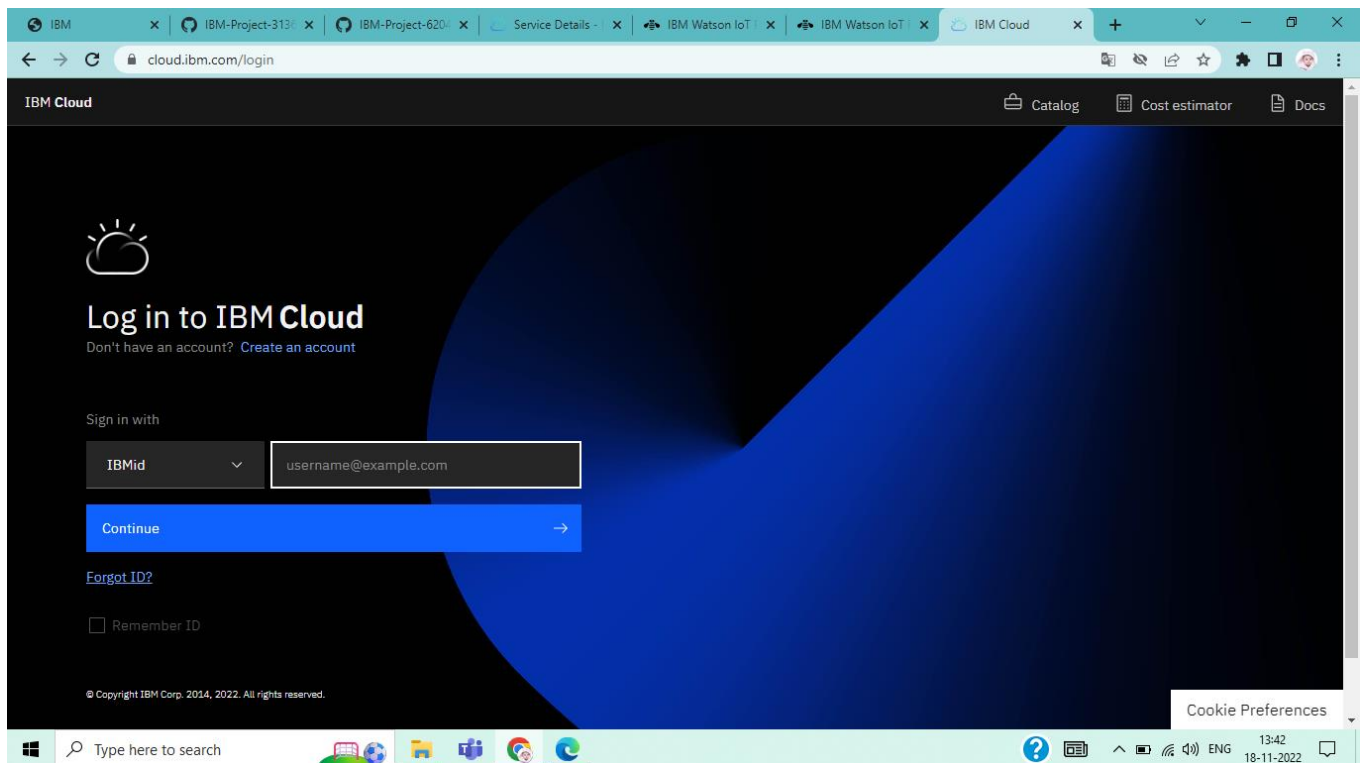 IBM
IBM-Project-3136
IBM-Project-6204
Service Details -
IBM Watson IoT
IBM Watson IoT
IBM Cloud
cloud.ibm.com/login
IBM Cloud
Catalog
Cost estimator
Docs
Log in to IBM Cloud
Don't have an account? Create an account
Sign in with
IBMid
username@example.com
Continue
Forgot ID?
Remember ID
© Copyright IBM Corp. 2014, 2022. All rights reserved.
Cookie Preferences
Type here to search
ENG
13:42
18-11-2022